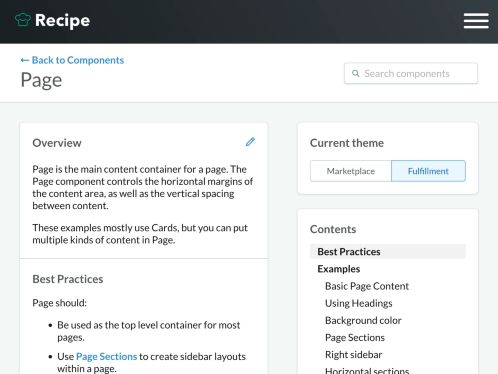 Recipe
← Back to Components
Page
Search components
Overview
Page is the main content container for a page. The
Page component controls the horizontal margins of
the content area, as well as the vertical spacing
between content.
These examples mostly use Cards, but you can put
multiple kinds of content in Page.
Best Practices
Page should:
• Be used as the top level container for most
pages.
• Use Page Sections to create sidebar layouts
within a page.
Current theme
Marketplace
Fulfillment
Contents
Best Practices
Examples
Basic Page Content
Using Headings
Background color
Page Sections
Right sidebar
Horizontal sections